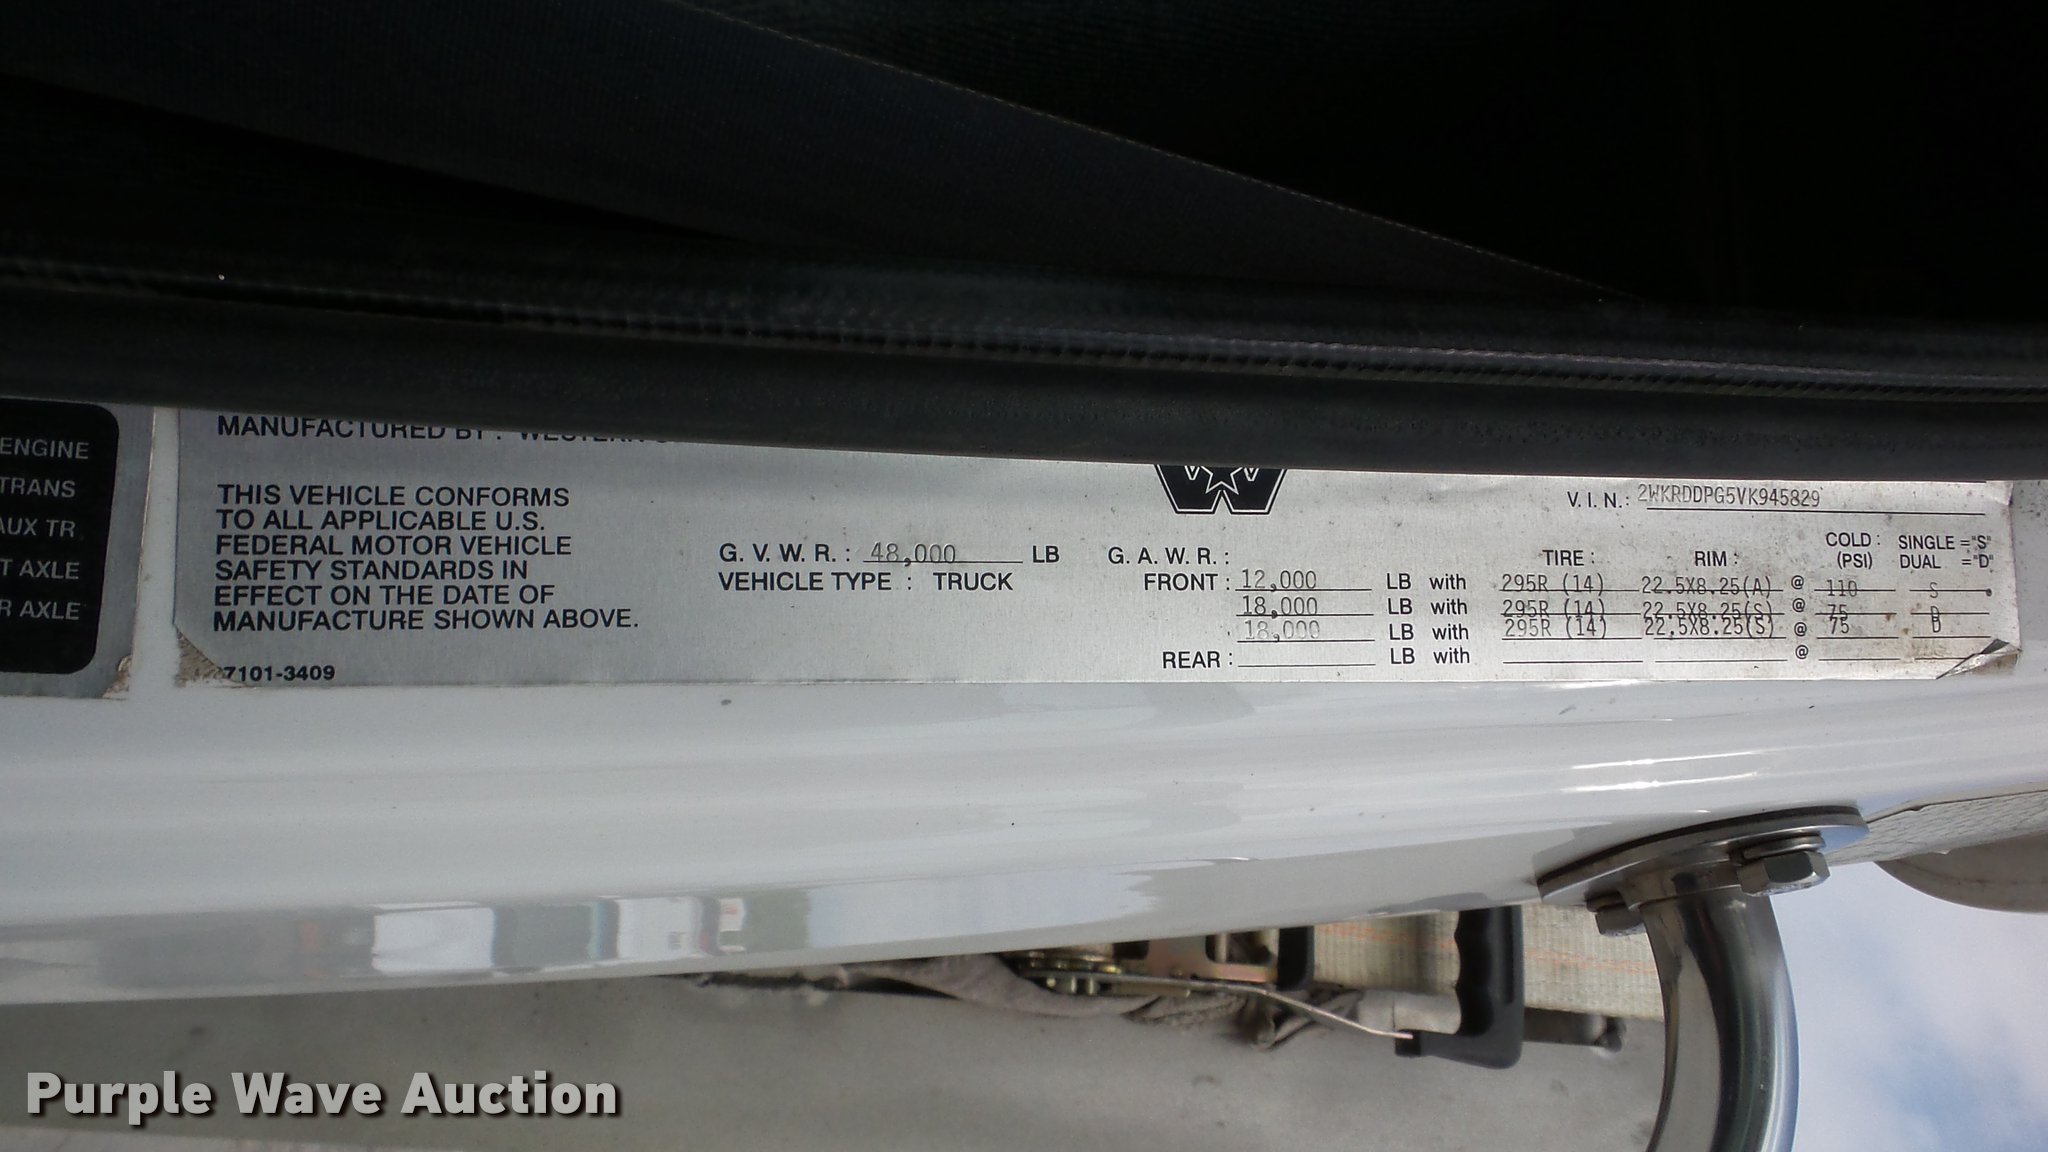 ENGINE
TRANS
AUX TR
T AXLE
R AXLE
MANUFACTURED BY : WESTERN
THIS VEHICLE CONFORMS
TO ALL APPLICABLE U.S.
FEDERAL MOTOR VEHICLE
SAFETY STANDARDS IN
EFFECT ON THE DATE OF
MANUFACTURE SHOWN ABOVE.
7101-3409
G. V. W. R. : 48,000 LB
VEHICLE TYPE : TRUCK
V. I. N.: 2WKRDDPG5VK945829
G. A. W. R. : TIRE : RIM : COLD : (PSI) SINGLE = "S" DUAL = "D"
FRONT : 12,000 LB with 295R (14) 22.5X8.25(A) @ 110 S
18,000 LB with 295R (14) 22.5X8.25(S) @ 75 D
18,000 LB with 295R (14) 22.5X8.25(S) @ 75 D
REAR : LB with @
Purple Wave Auction